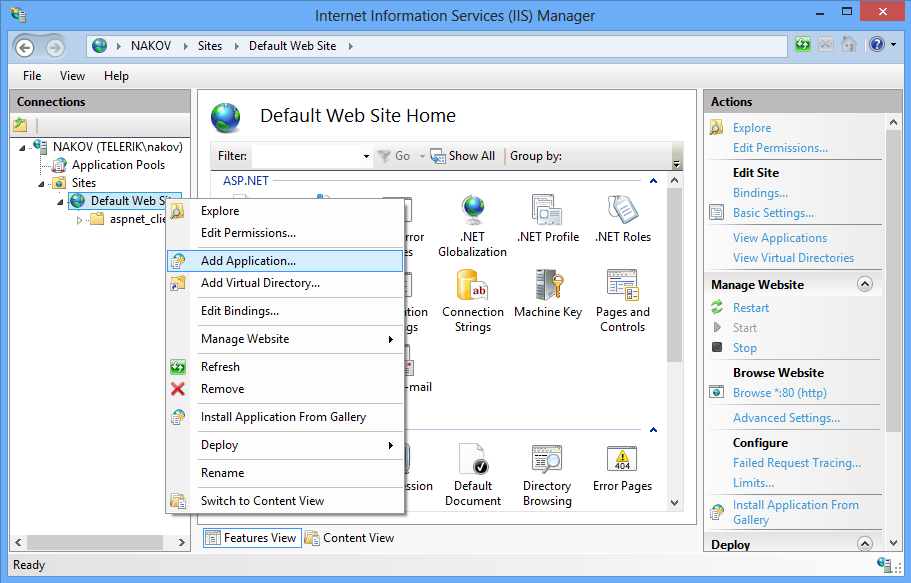 Internet Information Services (IIS) Manager
NAKOV
Sites
Default Web Site
File View Help
Connections
NAKOV (TELERIK\nakov)
Application Pools
Sites
Default Web
aspnet_clie
Explore
Edit Permissions...
Add Application...
Add Virtual Directory...
Edit Bindings...
Manage Website
Refresh
Remove
Install Application From Gallery
Deploy
Rename
Switch to Content View
Default Web Site Home
Filter: Go Show All Group by:
ASP.NET
.NET
Globalization
.NET Profile
.NET Roles
Connection
Strings
Machine Key
Pages and
Controls
-mail
Default
Document
Directory
Browsing
404
Error Pages
Features View
Content View
Actions
Explore
Edit Permissions...
Edit Site
Bindings...
Basic Settings...
View Applications
View Virtual Directories
Manage Website
Restart
Start
Stop
Browse Website
Browse *:80 (http)
Advanced Settings...
Configure
Failed Request Tracing...
Limits...
Install Application From
Gallery
Deploy
Ready